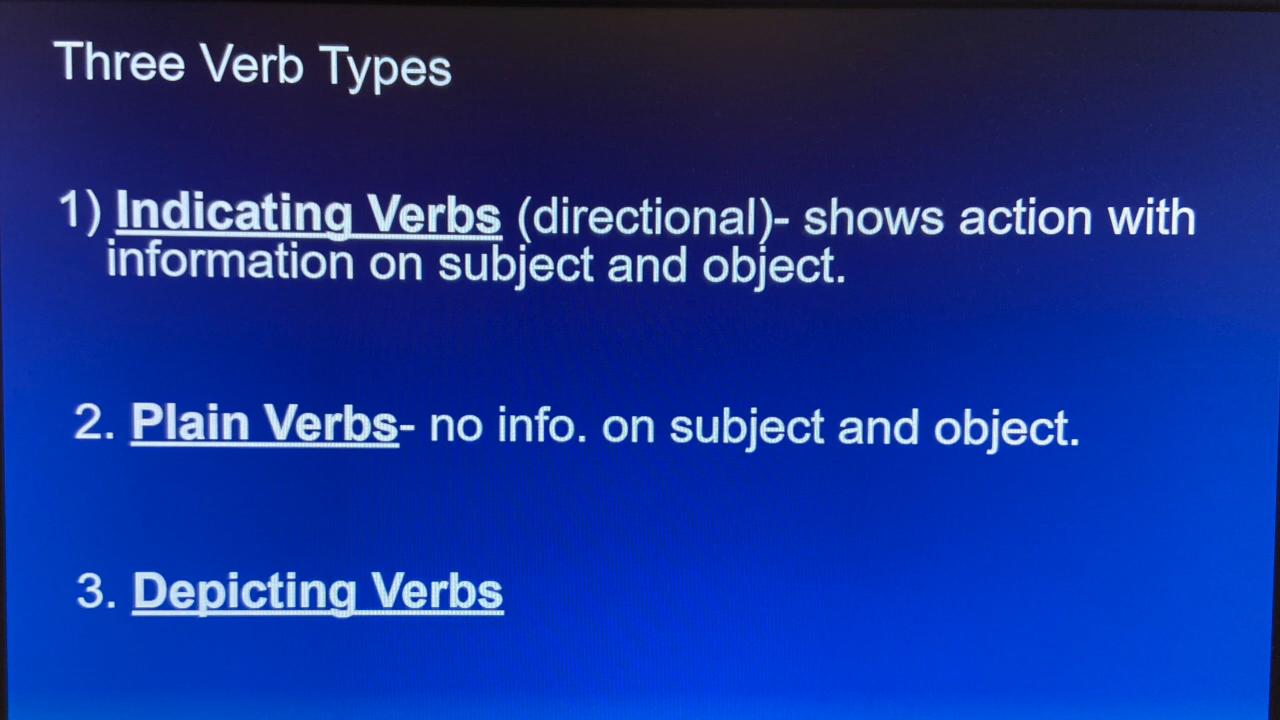 Three Verb Types
1) Indicating Verbs (directional)- shows action with
information on subject and object.
2. Plain Verbs- no info. on subject and object.
3. Depicting Verbs